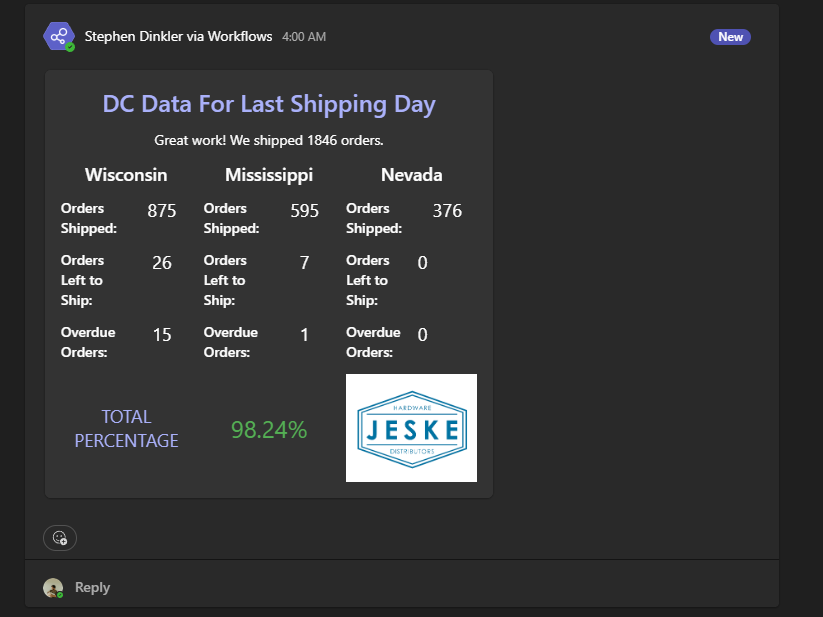 Stephen Dinkler via Workflows 4:00 AM
New
DC Data For Last Shipping Day
Great work! We shipped 1846 orders.
Wisconsin Mississippi Nevada
Orders 875 Orders 595 Orders 376
Shipped: Shipped: Shipped:
Orders 26 Orders 7 Orders 0
Left to Left to Left to
Ship: Ship: Ship:
Overdue 15 Overdue 1 Overdue 0
Orders: Orders: Orders:
TOTAL
PERCENTAGE
98.24%
HARDWARE
JESKE
DISTRIBUTORS
Reply